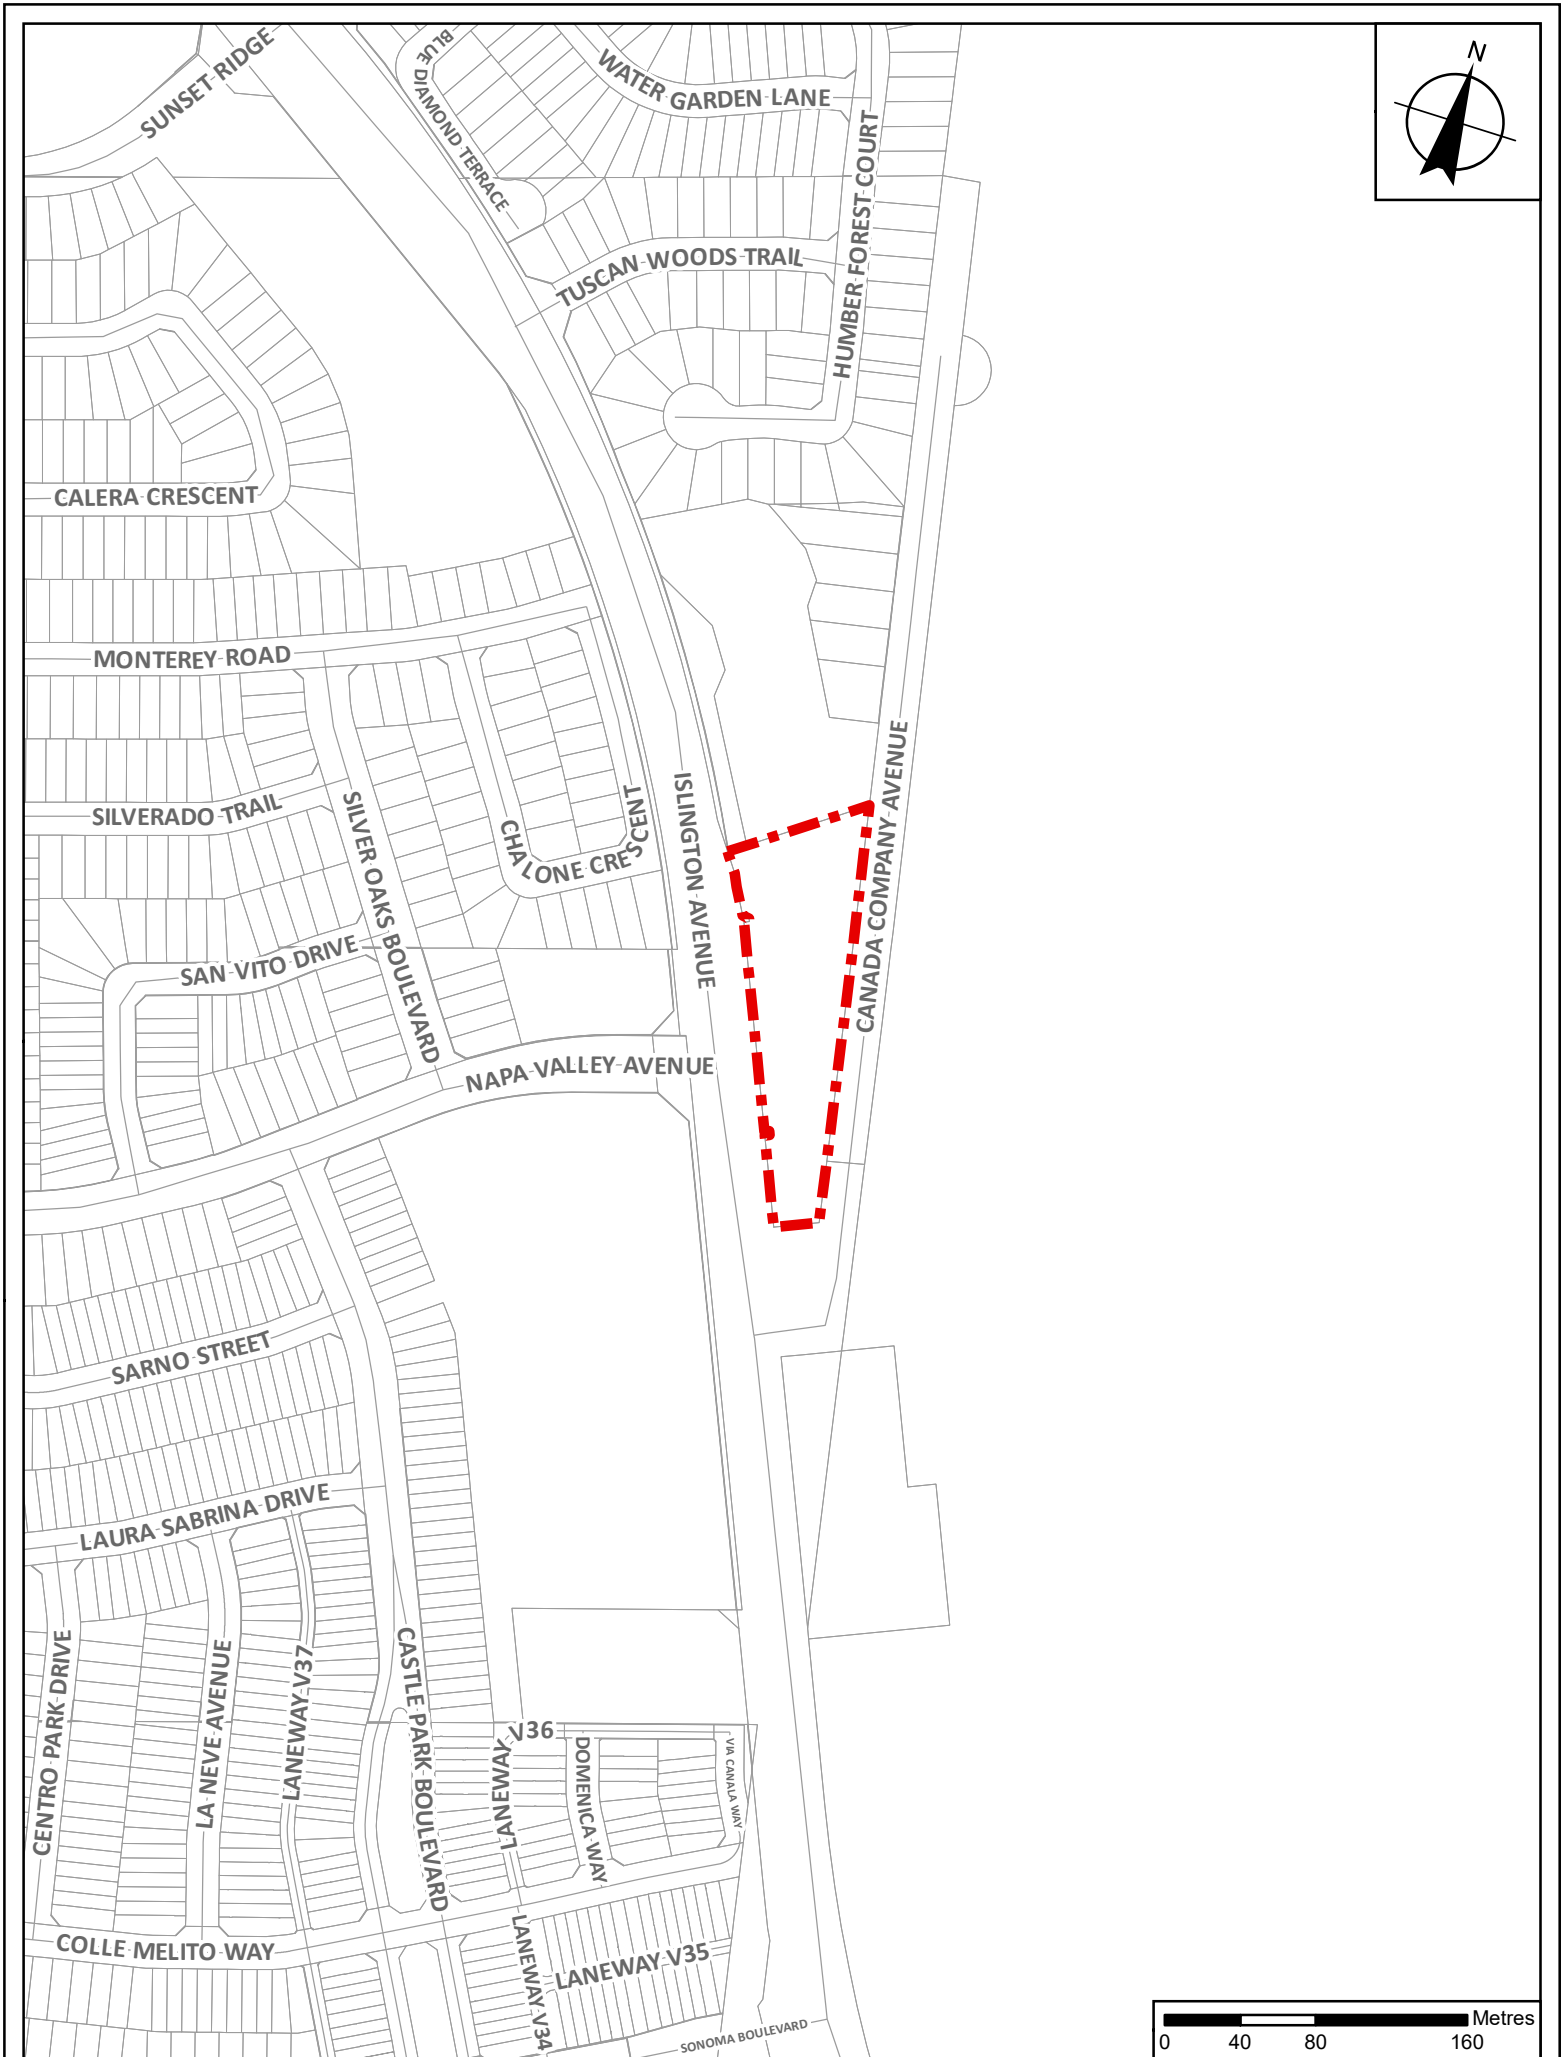 SUNSET RIDGE
BLUE DIAMOND TERRACE
WATER GARDEN LANE
N
HUMBER FOREST COURT
TUSCAN WOODS TRAIL
CALERA CRESCENT
MONTEREY ROAD
SILVERADO TRAIL
SILVER OAKS BOULEVARD
CHALONE CRESCENT
ISLINGTON AVENUE
CANADA COMPANY AVENUE
SAN VITO DRIVE
NAPA VALLEY AVENUE
SARNO STREET
LAURA SABRINA DRIVE
CENTRO PARK DRIVE
LA NEVE AVENUE
LANEWAY V37
CASTLE PARK BOULEVARD
LANEWAY V36
DOMENICA WAY
VIA CANALA WAY
COLLE MELITO WAY
LANEWAY V34
LANEWAY V35
SONOMA BOULEVARD
Metres
0 40 80 160